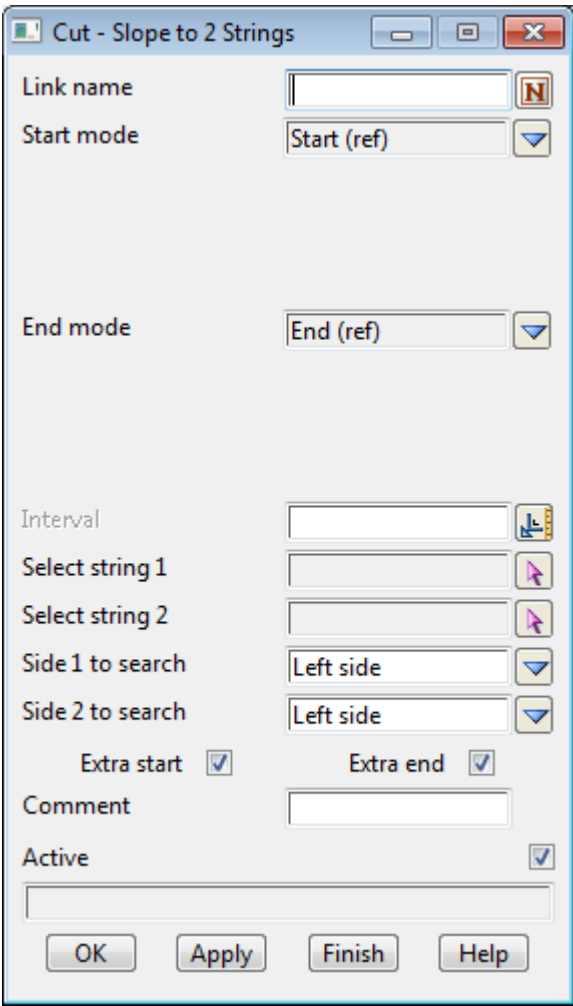 Cut - Slope to 2 Strings
Link name N
Start mode Start (ref)
End mode End (ref)
Interval
Select string 1
Select string 2
Side 1 to search Left side
Side 2 to search Left side
Extra start Extra end
Comment
Active
OK Apply Finish Help